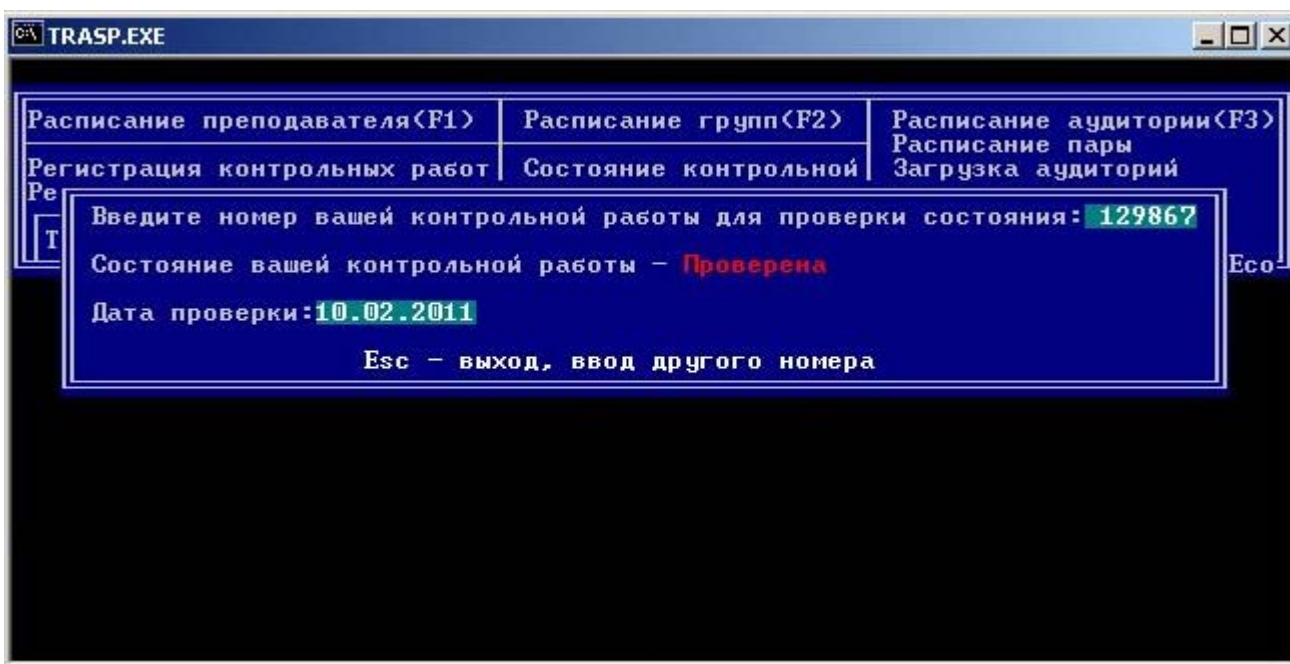 TRASP.EXE
Расписание преподавателя(F1) Расписание групп(F2) Расписание аудитории(F3)
Расписание пары
Регистрация контрольных работ Состояние контрольной Загрузка аудиторий
Введите номер вашей контрольной работы для проверки состояния: 129867
Состояние вашей контрольной работы – Проверена
Дата проверки:10.02.2011
Esc – выход, ввод другого номера